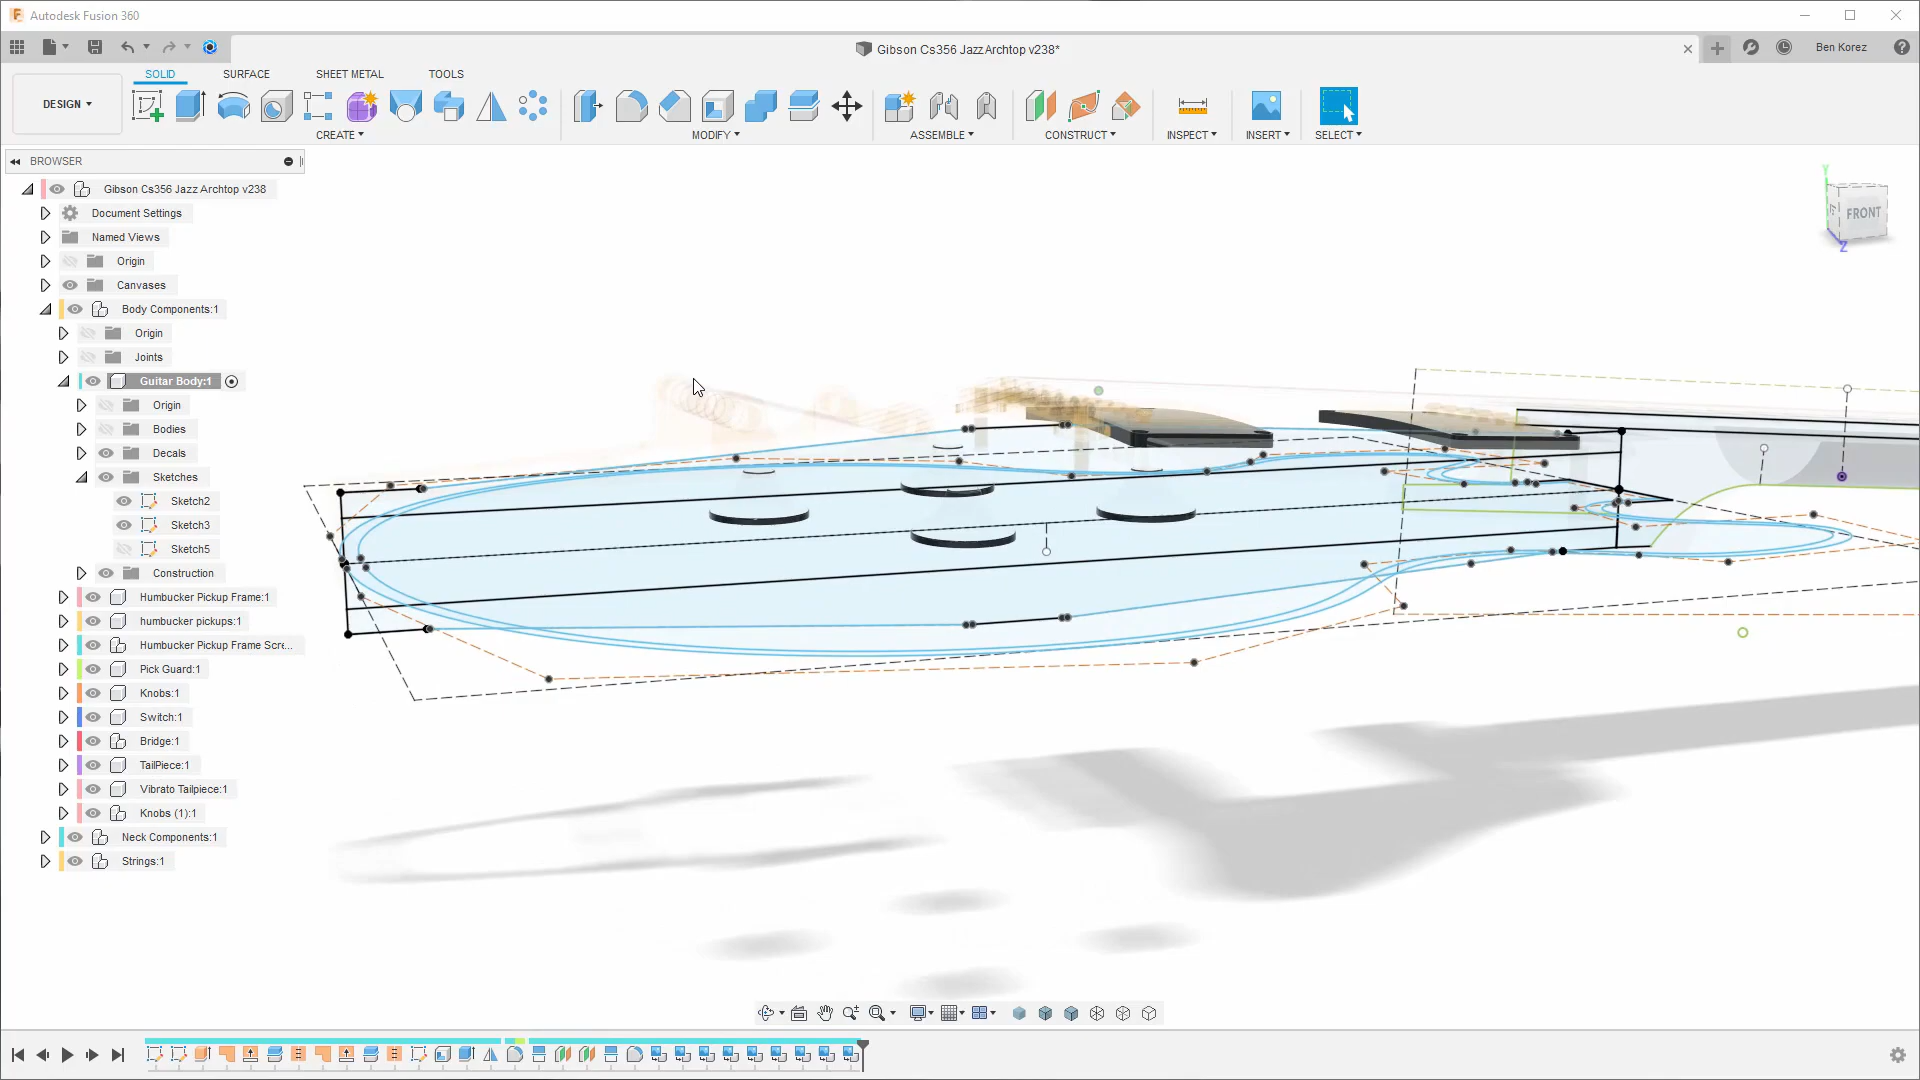 Autodesk Fusion 360
Gibson Cs356 Jazz Archtop v238*
Ben Korez
DESIGN
SOLID SURFACE SHEET METAL TOOLS
CREATE MODIFY ASSEMBLE CONSTRUCT INSPECT INSERT SELECT
BROWSER
Gibson Cs356 Jazz Archtop v238
Document Settings
Named Views
Origin
Canvases
Body Components:1
Origin
Joints
Guitar Body:1
Origin
Bodies
Decals
Sketches
Sketch2
Sketch3
Sketch5
Construction
Humbucker Pickup Frame:1
humbucker pickups:1
Humbucker Pickup Frame Scre...
Pick Guard:1
Knobs:1
Switch:1
Bridge:1
TailPiece:1
Vibrato Tailpiece:1
Knobs (1):1
Neck Components:1
Strings:1
Y
FRONT
Z